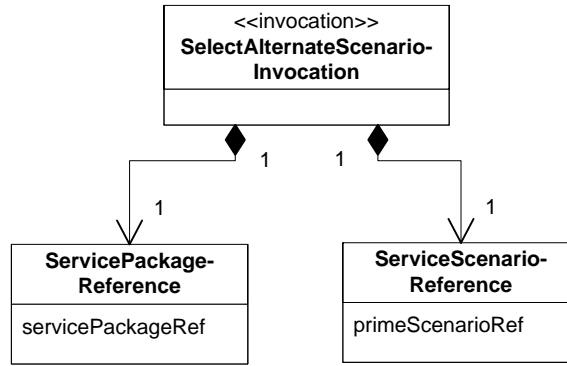 <<invocation>>
SelectAlternateScenario-
Invocation
1
1
1
1
ServicePackage-
Reference
servicePackageRef
ServiceScenario-
Reference
primeScenarioRef